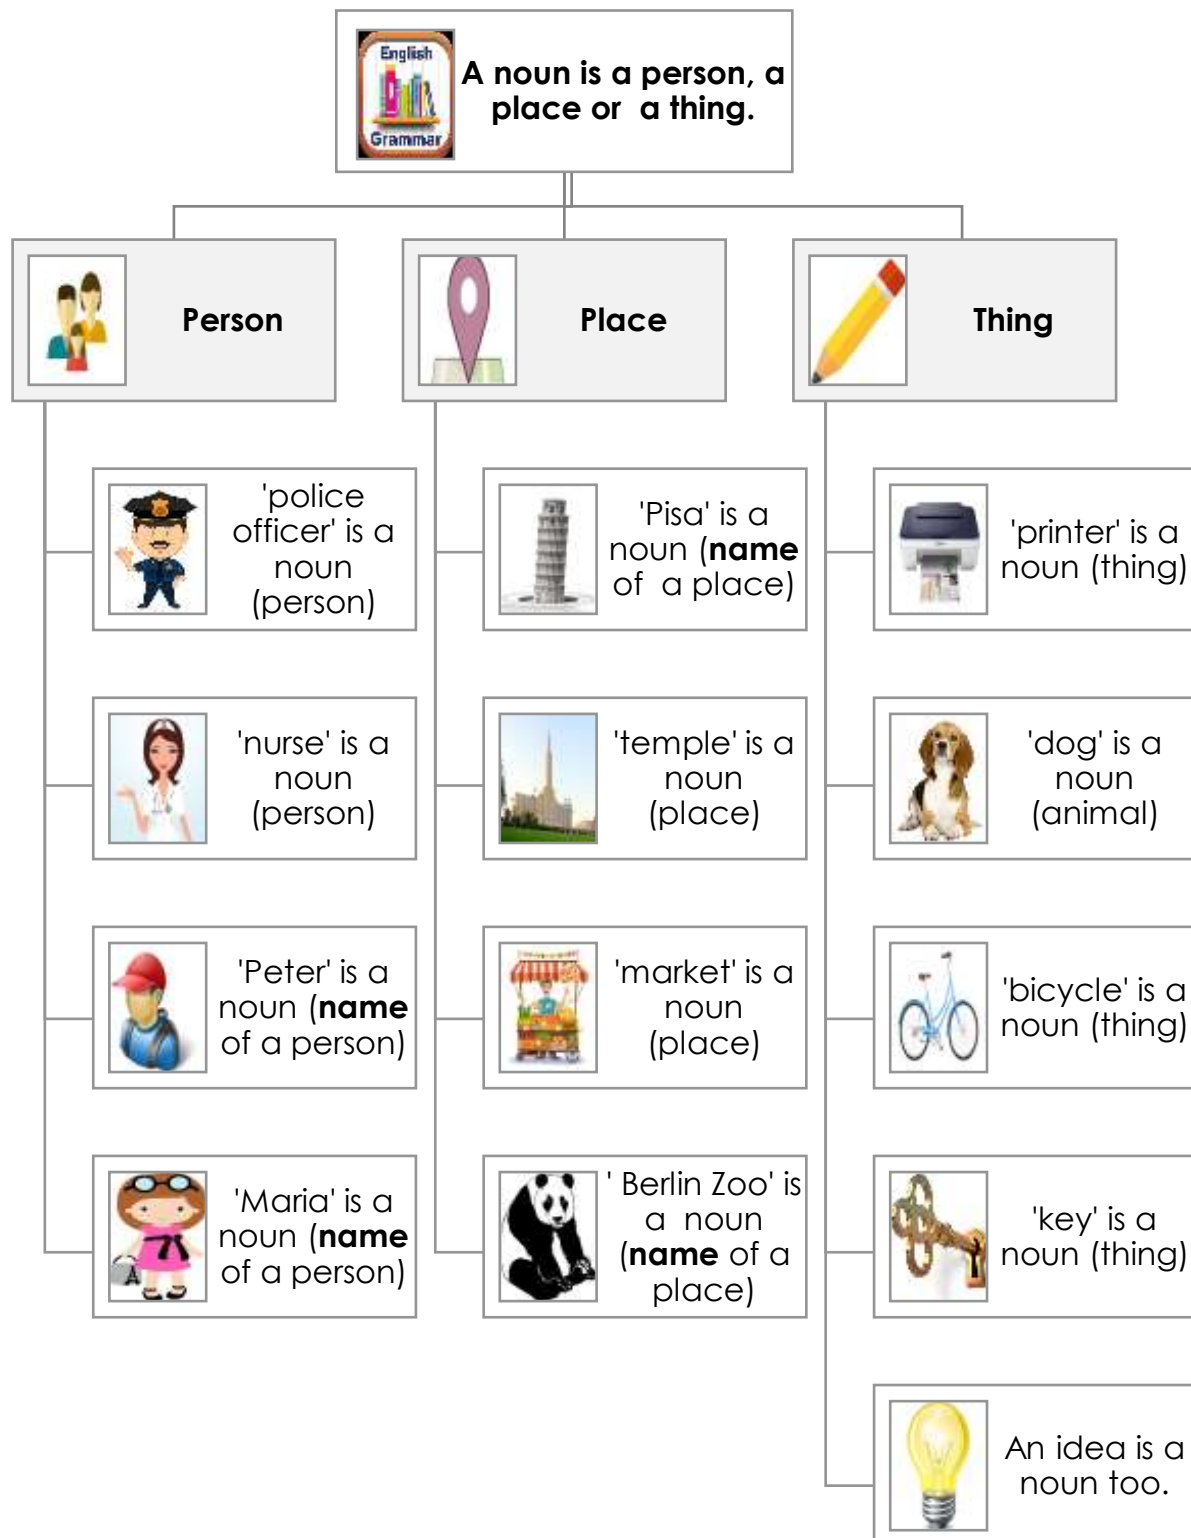 English
Grammar
A noun is a person, a
place or  a thing.
Person
'police
officer' is a
noun
(person)
'nurse' is a
noun
(person)
'Peter' is a
noun (name
of a person)
'Maria' is a
noun (name
of a person)
A
Place
'Pisa' is a
noun (name
of  a place)
'temple' is a
noun
(place)
'market' is a
noun
(place)
' Berlin Zoo' is
a  noun
(name of a
place)
Thing
'printer' is a
noun (thing)
'dog' is a
noun
(animal)
'bicycle' is a
noun (thing)
'key' is a
noun (thing)
An idea is a
noun too.